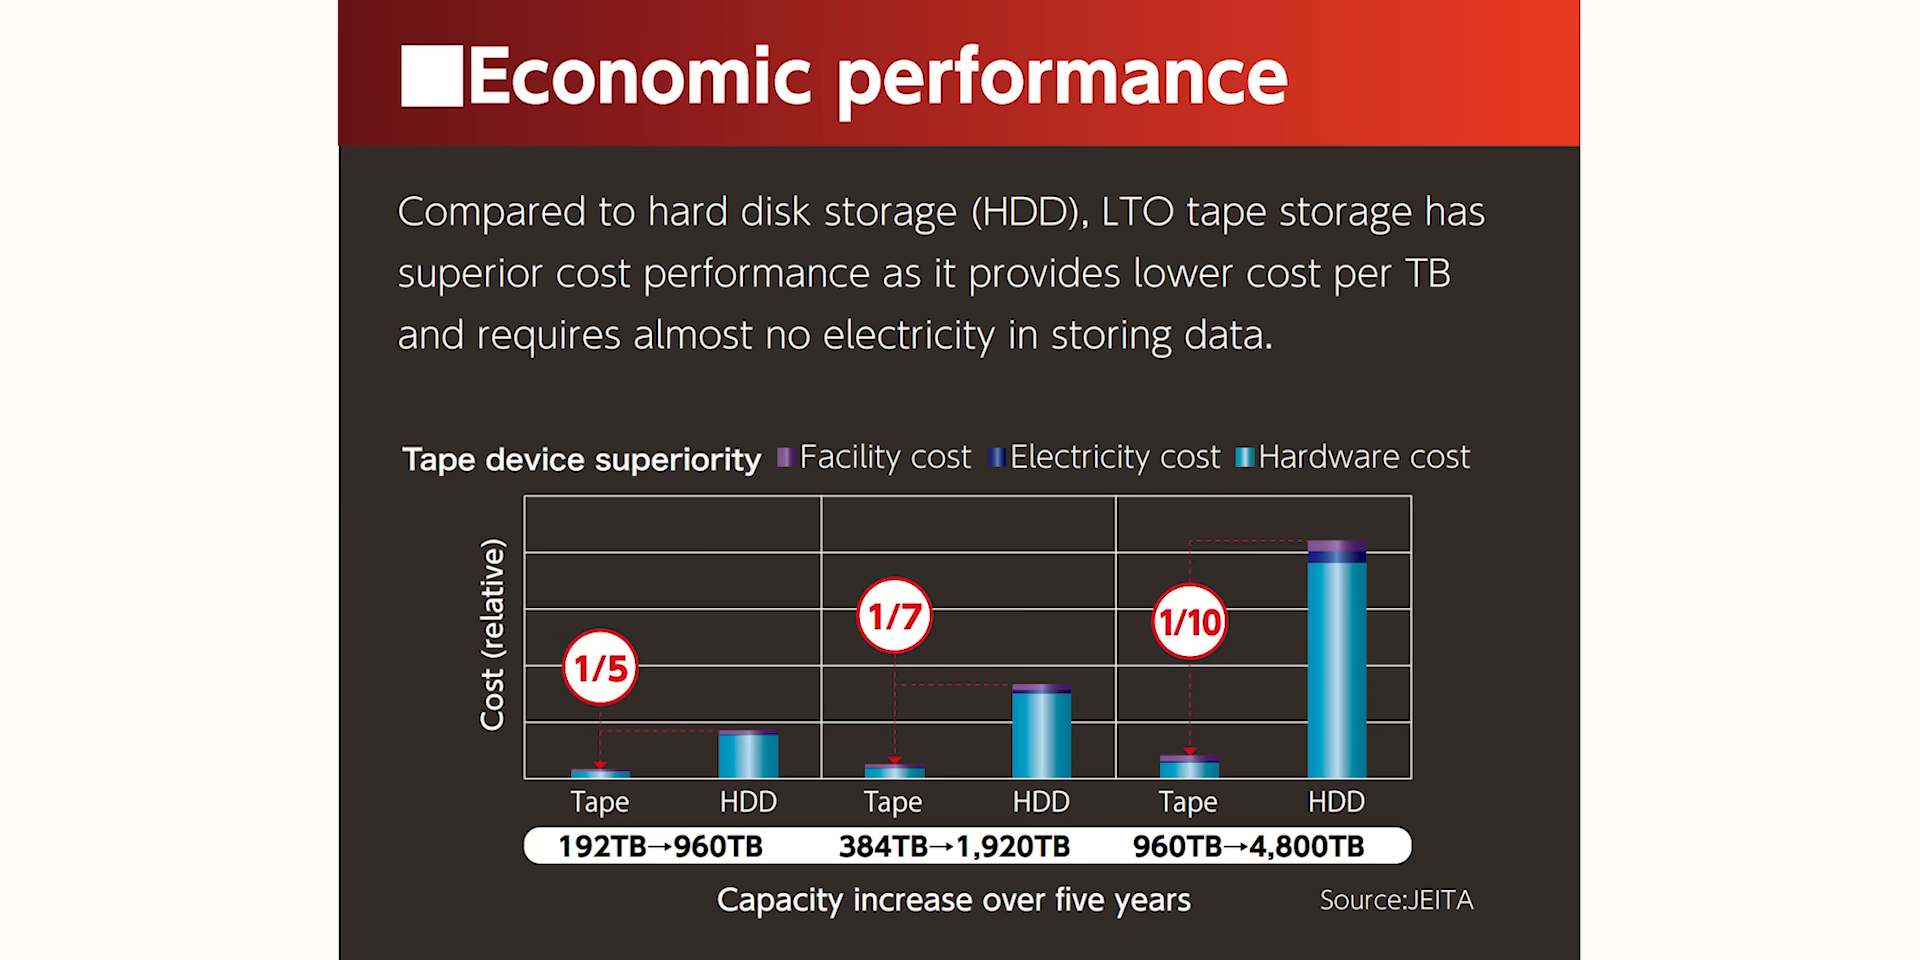 ■Economic performance
Compared to hard disk storage (HDD), LTO tape storage has
superior cost performance as it provides lower cost per TB
and requires almost no electricity in storing data.
Tape device superiority Facility cost Electricity cost Hardware cost
Cost (relative)
1/5
1/7
1/10
Tape HDD Tape HDD Tape HDD
192TB→960TB 384TB→1,920TB 960TB→4,800TB
Capacity increase over five years
Source:JEITA